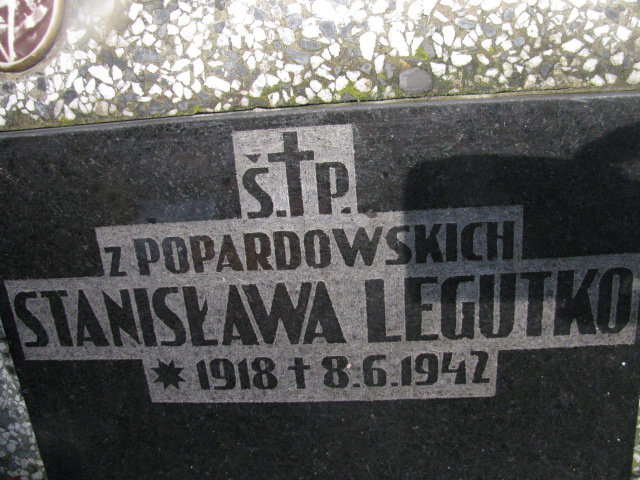 Ś.†P.
z POPARDOWSKICH
STANISŁAWA LEGUTKO
* 1918 † 8.6.1942